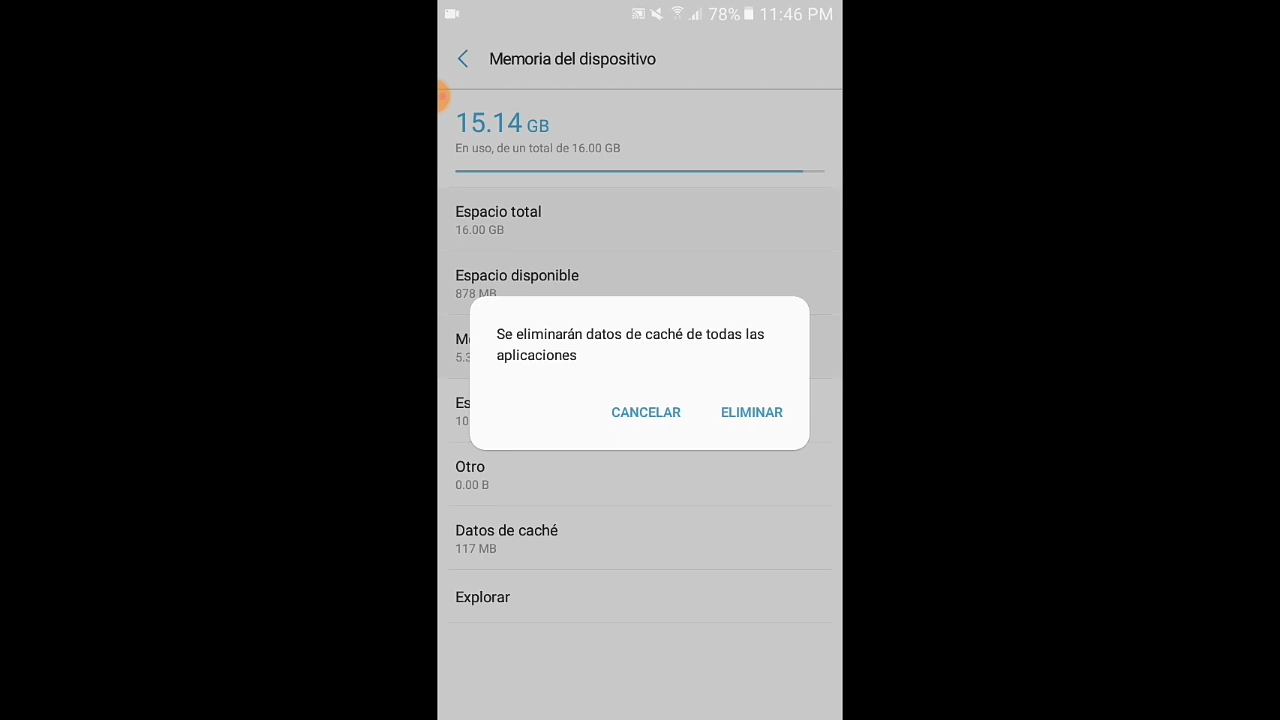 78% 11:46 PM
Memoria del dispositivo
15.14 GB
En uso, de un total de 16.00 GB
Espacio total
16.00 GB
Espacio disponible
878 MB
Se eliminarán datos de caché de todas las
aplicaciones
CANCELAR ELIMINAR
Otro
0.00 B
Datos de caché
117 MB
Explorar